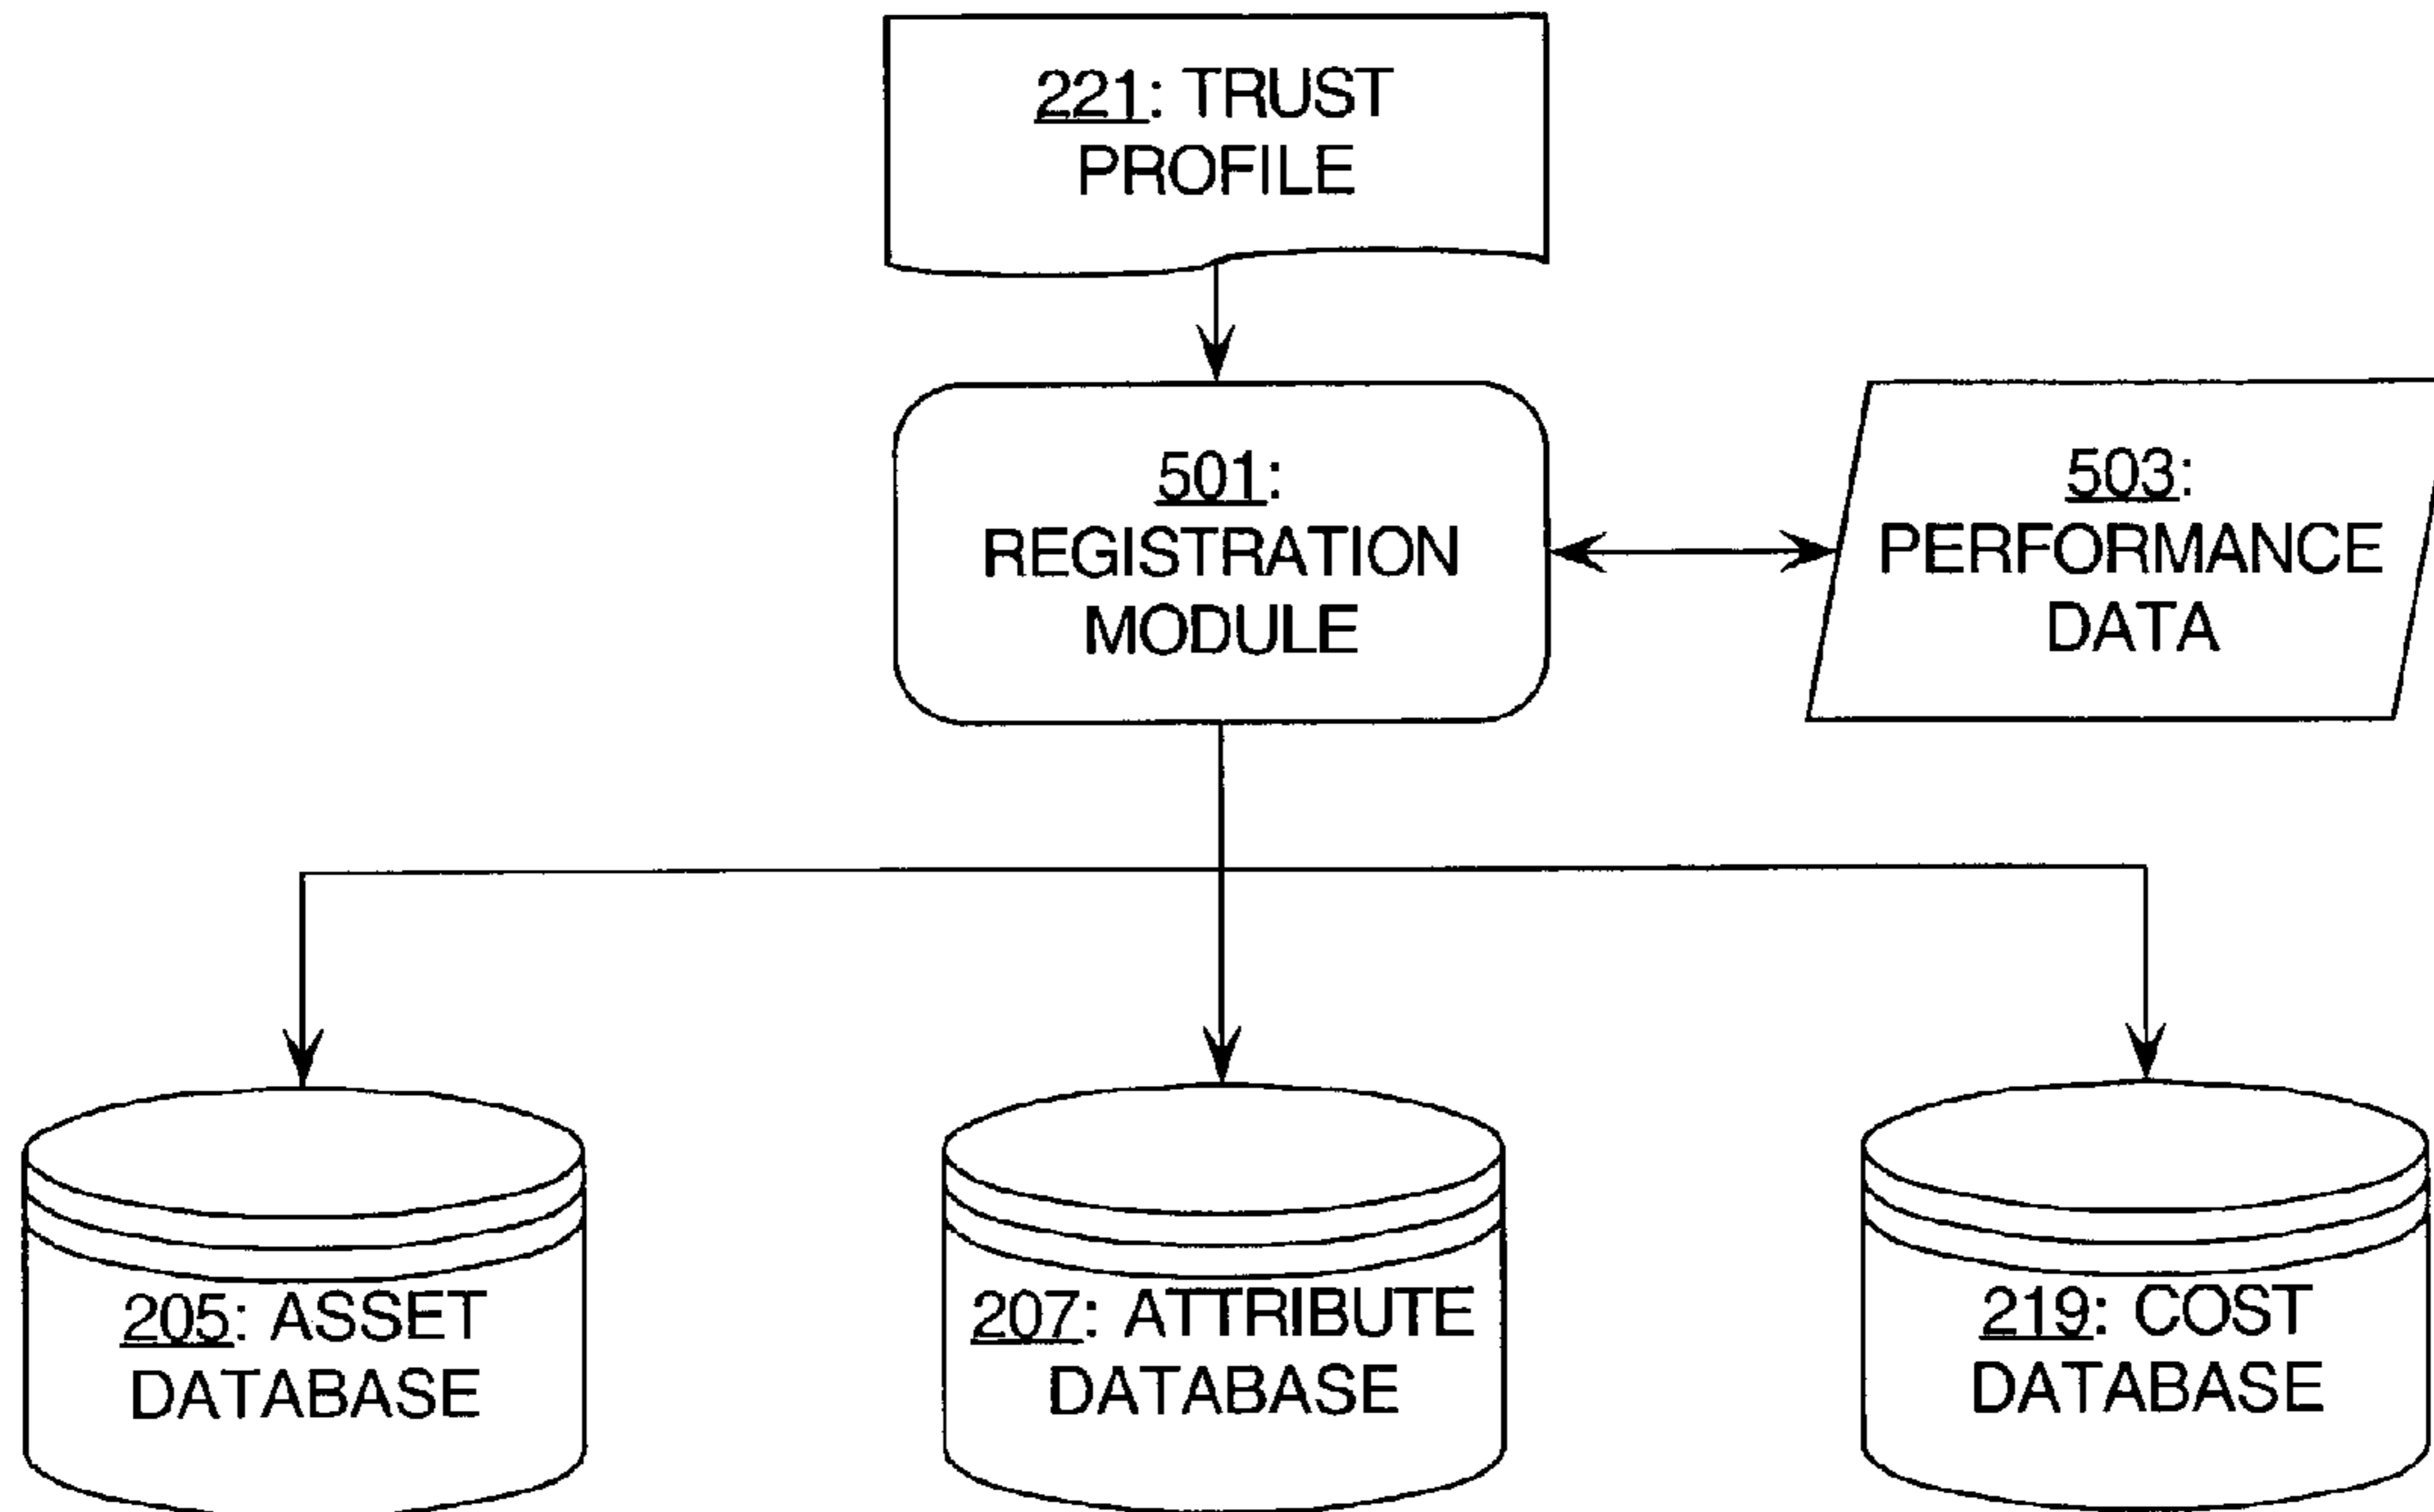 221: TRUST
PROFILE
501:
REGISTRATION
MODULE
503:
PERFORMANCE
DATA
205: ASSET
DATABASE
207: ATTRIBUTE
DATABASE
219: COST
DATABASE